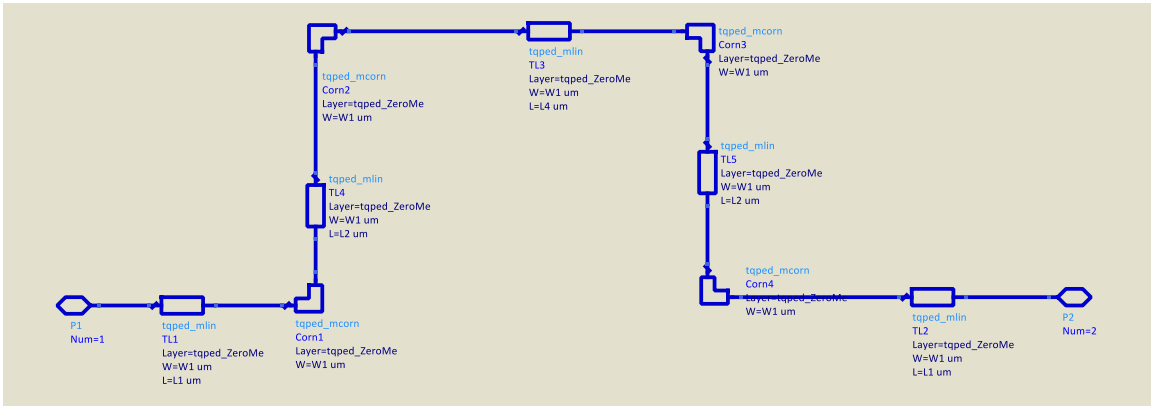 tqped_mcorn
Corn2
Layer=tqped_ZeroMe
W=W1 um
tqped_mlin
TL3
Layer=tqped_ZeroMe
W=W1 um
L=L4 um
tqped_mcorn
Corn3
Layer=tqped_ZeroMe
W=W1 um
tqped_mlin
TL4
Layer=tqped_ZeroMe
W=W1 um
L=L2 um
tqped_mlin
TL5
Layer=tqped_ZeroMe
W=W1 um
L=L2 um
P1
Num=1
tqped_mlin
TL1
Layer=tqped_ZeroMe
W=W1 um
L=L1 um
tqped_mcorn
Corn1
Layer=tqped_ZeroMe
W=W1 um
tqped_mcorn
Corn4
Layer=tqped_ZeroMe
W=W1 um
tqped_mlin
TL2
Layer=tqped_ZeroMe
W=W1 um
L=L1 um
P2
Num=2